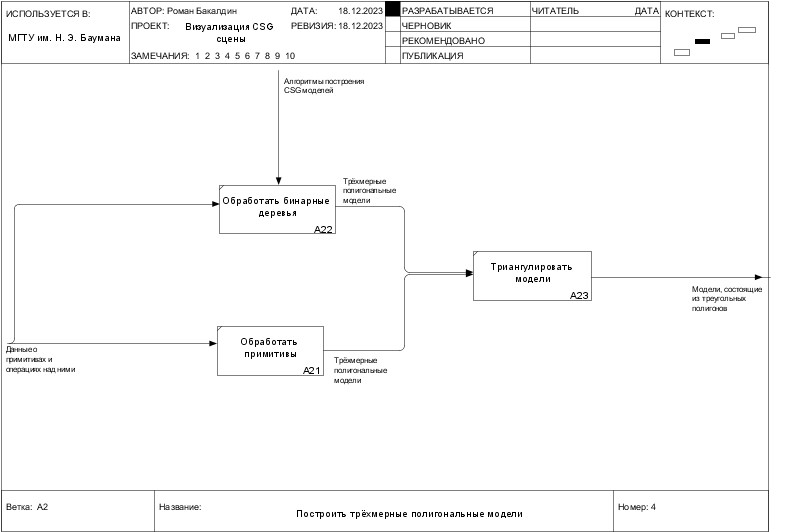 ИСПОЛЬЗУЕТСЯ В:
МГТУ им. Н. Э. Баумана
АВТОР: Роман Бакалдин
ДАТА: 18.12.2023
ПРОЕКТ: Визуализация CSG
сцены
РЕВИЗИЯ: 18.12.2023
ЗАМЕЧАНИЯ: 1 2 3 4 5 6 7 8 9 10
РАЗРАБАТЫВАЕТСЯ
ЧЕРНОВИК
РЕКОМЕНДОВАНО
ПУБЛИКАЦИЯ
ЧИТАТЕЛЬ ДАТА
КОНТЕКСТ:
Алгоритмы построения
CSG моделей
Обработать бинарные
деревья
A22
Трёхмерные
полигональные
модели
Триангулировать
модели
A23
Модели, состоящие
из треугольных
полигонов
Данные о
примитивах и
операциях над ними
Обработать
примитивы
A21
Трёхмерные
полигональные
модели
Ветка: A2
Название:
Построить трёхмерные полигональные модели
Номер: 4